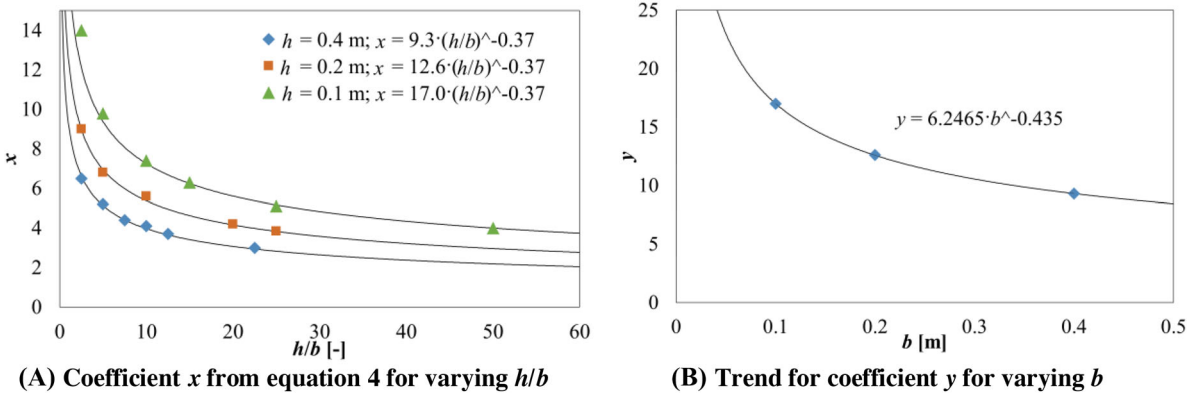 14
12
10
8
6
4
2
0
x
h = 0.4 m; x = 9.3·(h/b)^-0.37
h = 0.2 m; x = 12.6·(h/b)^-0.37
h = 0.1 m; x = 17.0·(h/b)^-0.37
0 10 20 30 40 50 60
h/b [-]
(A) Coefficient x from equation 4 for varying h/b
25
20
15
10
5
0
y
y = 6.2465·b^-0.435
0 0.1 0.2 0.3 0.4 0.5
b [m]
(B) Trend for coefficient y for varying b